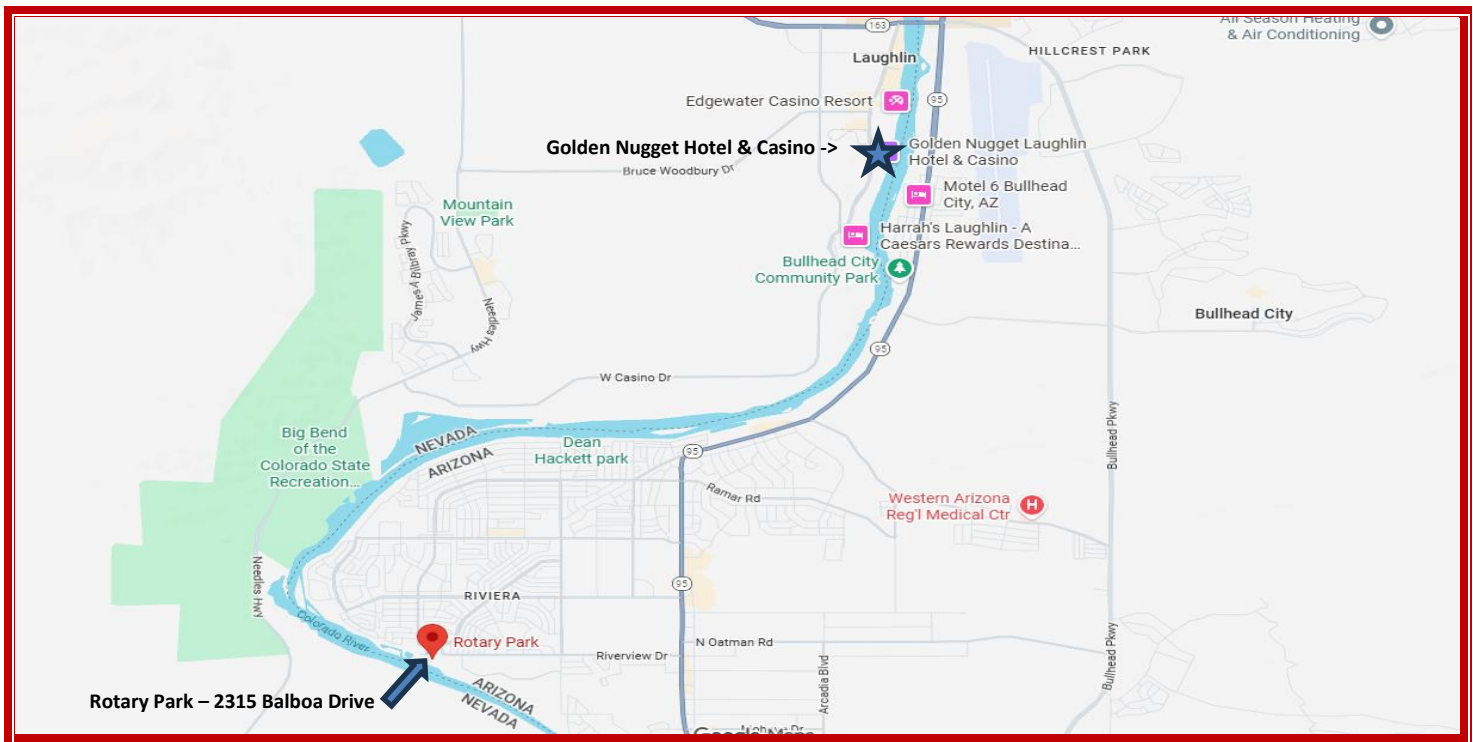 All Season Heating
& Air Conditioning
163
Laughlin
HILLCREST PARK
Edgewater Casino Resort
95
Golden Nugget Hotel & Casino ->
Golden Nugget Laughlin
Hotel & Casino
Bruce Woodbury Dr
Motel 6 Bullhead
City, AZ
Mountain
View Park
James A Bilbray Pkwy
Harrah's Laughlin - A
Caesars Rewards Destina...
Bullhead City
Community Park
Needles Hwy
Bullhead City
95
W Casino Dr
Big Bend
of the
Colorado State
Recreation...
NEVADA
ARIZONA
Dean
Hackett park
95
Bullhead Pkwy
Ramar Rd
Western Arizona
Reg'l Medical Ctr
H
Needles Hwy
95
RIVIERA
Colorado River
Rotary Park
N Oatman Rd
Riverview Dr
Arcadia Blvd
Bullhead Pkwy
ARIZONA
NEVADA
Rotary Park – 2315 Balboa Drive
Google Maps